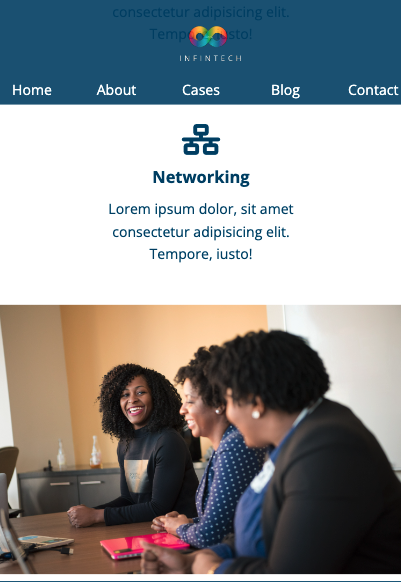 consectetur adipisicing elit.
Tempore, iusto!
INFINTECH
Home About Cases Blog Contact
Networking
Lorem ipsum dolor, sit amet
consectetur adipisicing elit.
Tempore, iusto!